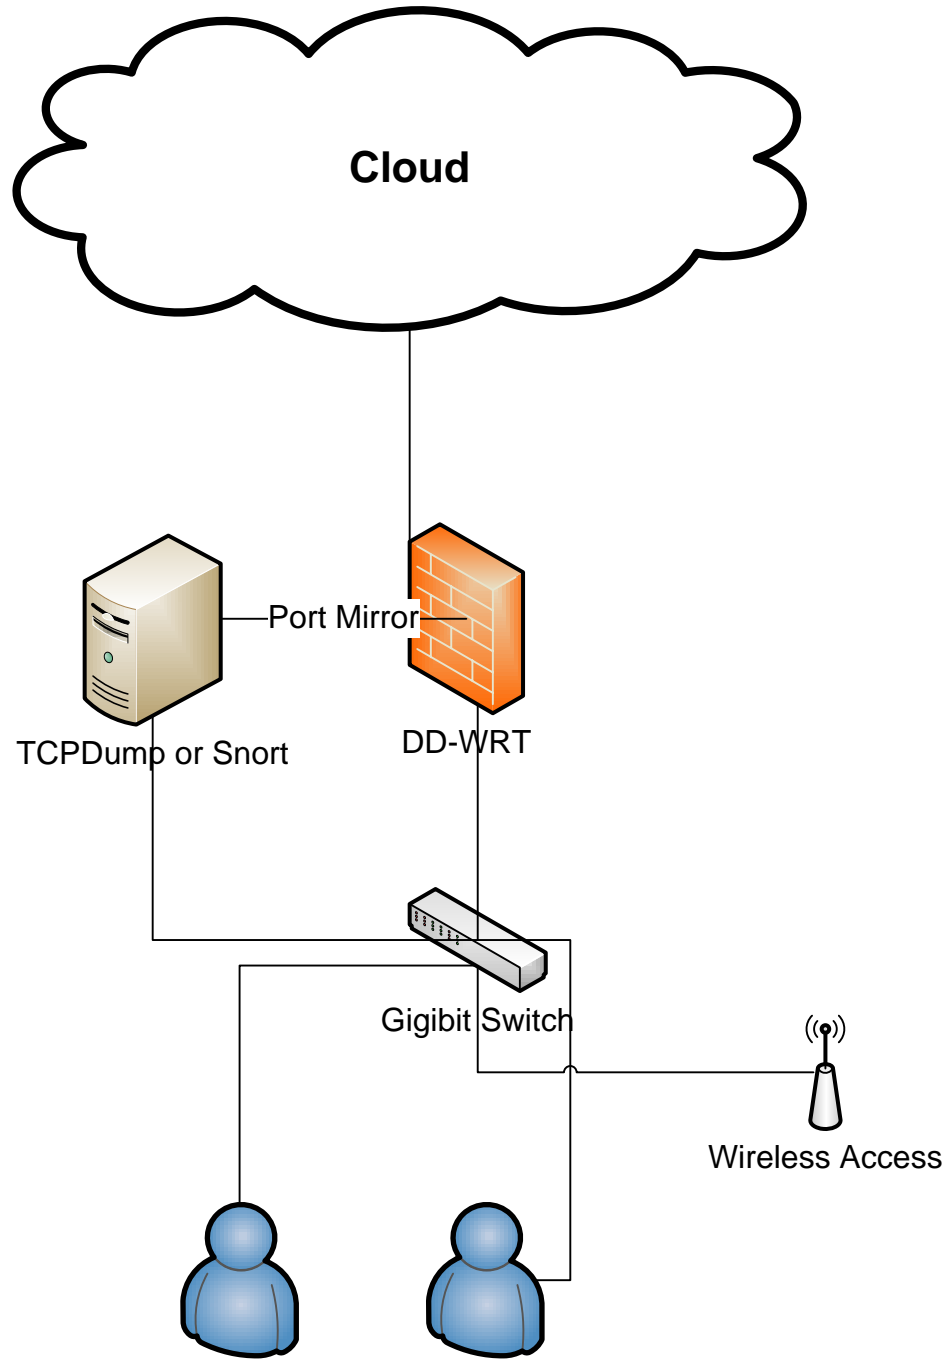 Cloud
Port Mirror
TCPDump or Snort
DD-WRT
Gigibit Switch
Wireless Access